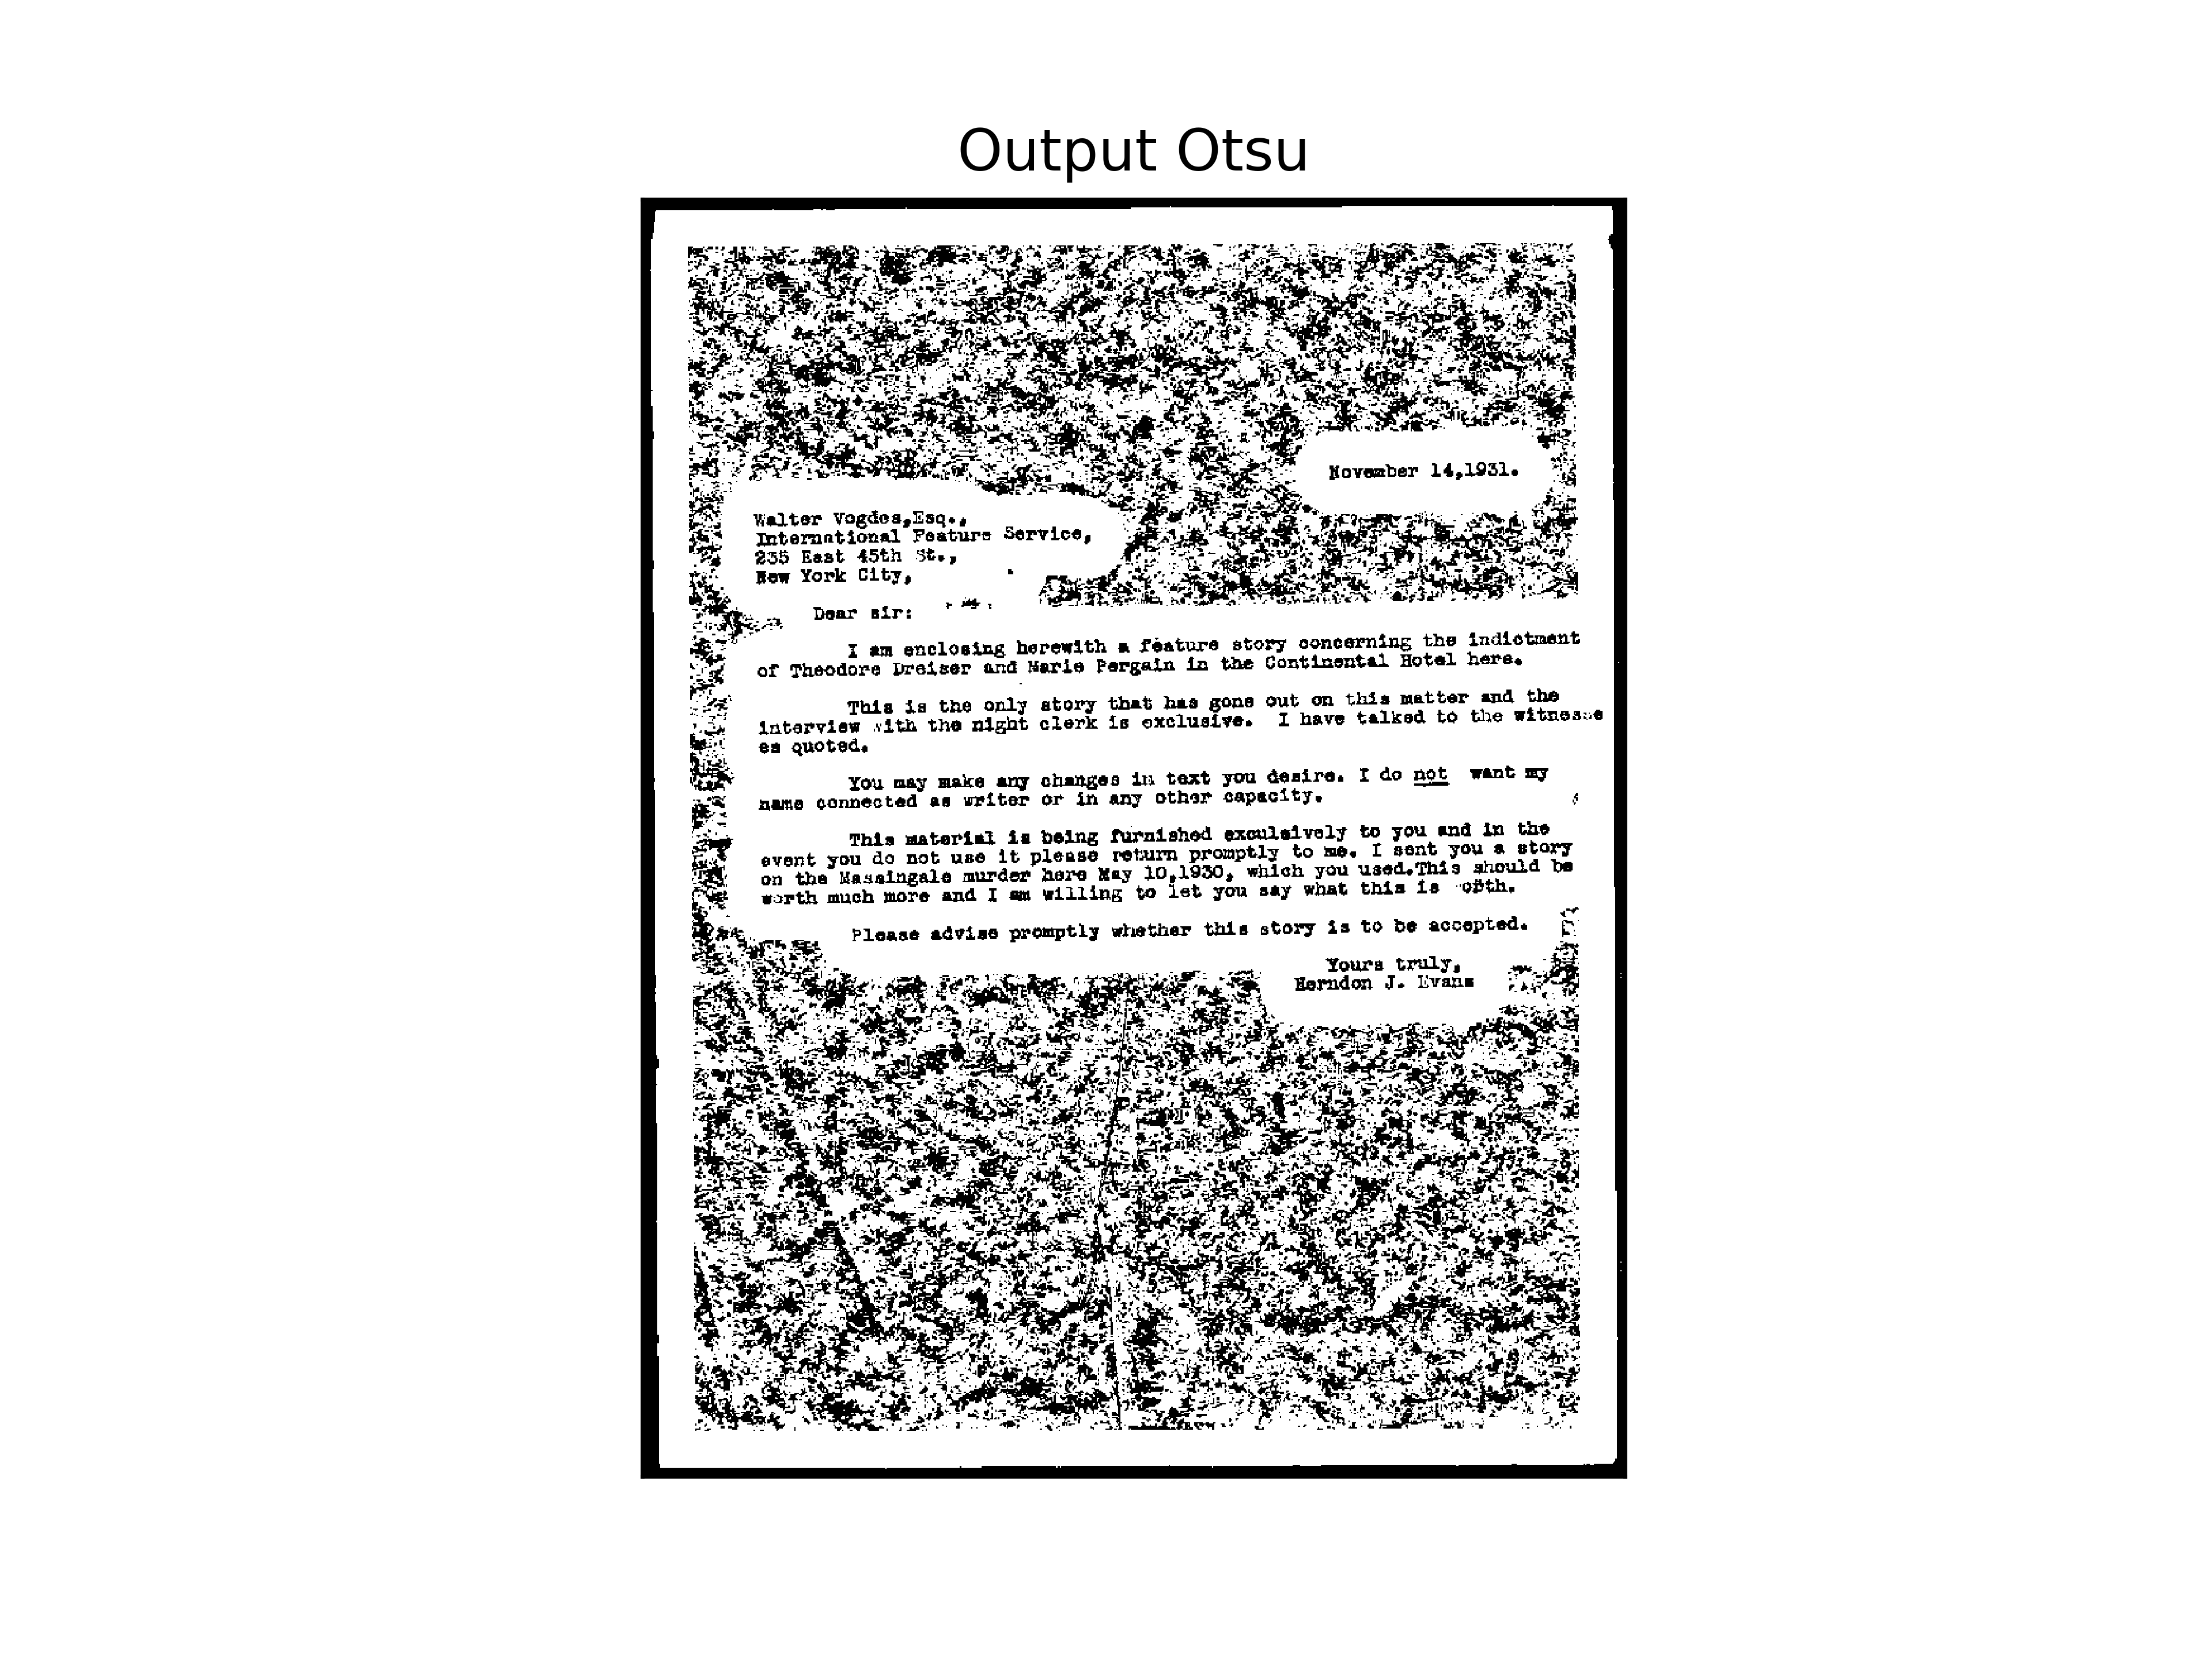 Output Otsu
November 14,1931.
Walter Vogdes,Esq.,
International Feature Service,
235 East 45th St.,
New York City,
Dear sir:
I am enclosing herewith a feature story concerning the indictment
of Theodore Dreiser and Marie Pergain in the Continental Hotel here.
This is the only story that has gone out on this matter and the
interview with the night clerk is exclusive. I have talked to the witnesse
es quoted.
You may make any changes in text you desire. I do not want my
name connected as writer or in any other capacity.
This material is being furnished exculsively to you and in the
event you do not use it please return promptly to me. I sent you a story
on the Massingale murder here May 10,1930, which you used.This should be
worth much more and I am willing to let you say what this is
Please advise promptly whether this story is to be accepted.
Yours truly,
Herndon J. Evans